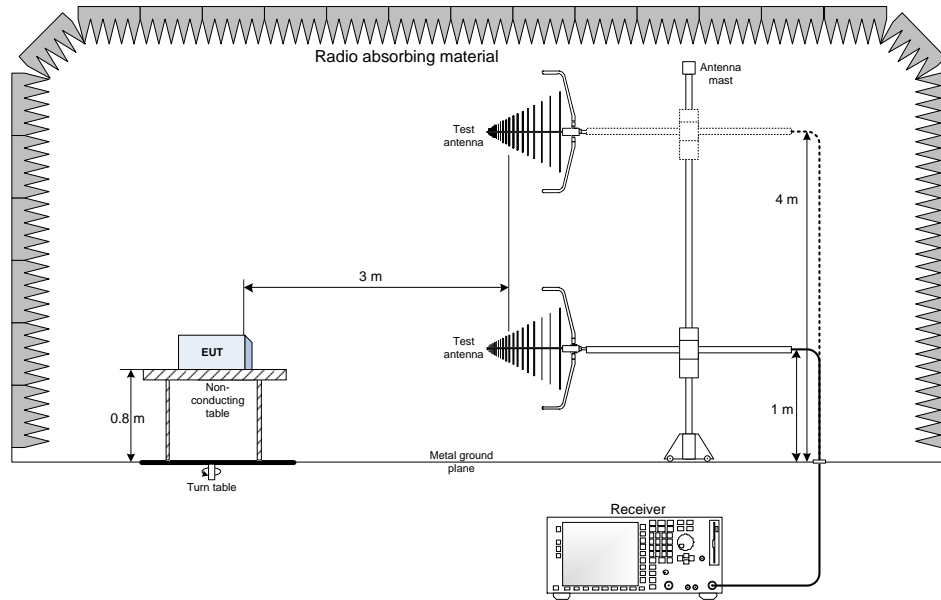 Radio absorbing material
Antenna
mast
Test
antenna
4 m
3 m
Test
antenna
EUT
Non-
conducting
table
0.8 m
1 m
Metal ground
plane
Turn table
Receiver